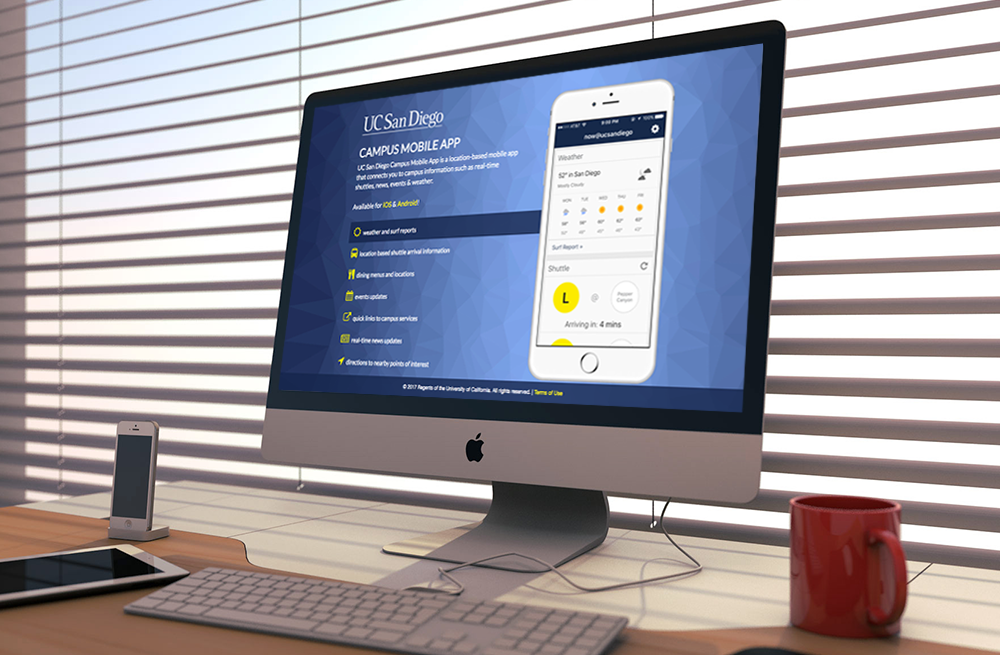 UC San Diego
CAMPUS MOBILE APP
UC San Diego Campus Mobile App is a location-based mobile app
that connects you to campus information such as real-time
shuttles, news, events & weather.
Available for iOS & Android!
weather and surf reports
location based shuttle arrival information
dining menus and locations
events updates
quick links to campus services
real-time news updates
directions to nearby points of interest
© 2017 Regents of the University of California. All rights reserved. | Terms of Use
9:00 PM
100%
now@ucsandiego
Weather
52° in San Diego
Mostly Cloudy
MON TUE WED THU FRI
Surf Report »
Shuttle
L @ Pepper
Canyon
Arriving in: 4 mins